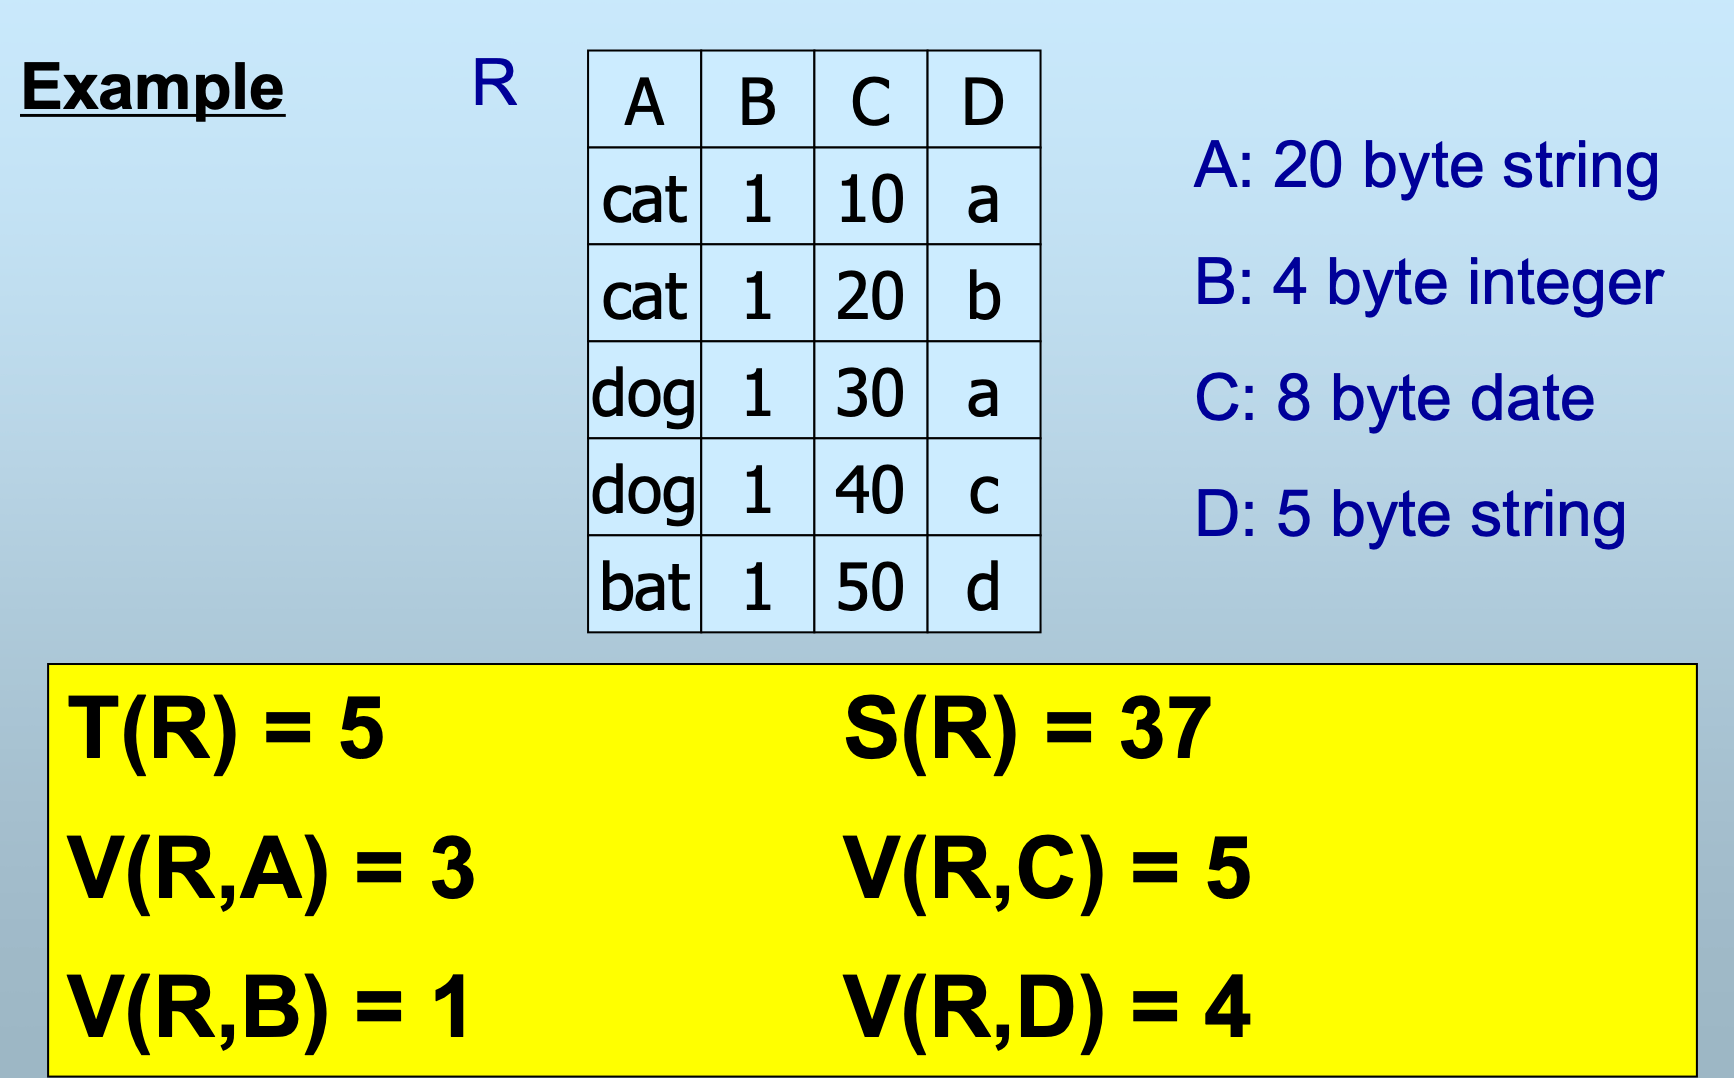 Example
R
A B C D
cat 1 10 a
cat 1 20 b
dog 1 30 a
dog 1 40 c
bat 1 50 d
A: 20 byte string
B: 4 byte integer
C: 8 byte date
D: 5 byte string
T(R) = 5 S(R) = 37
V(R,A) = 3 V(R,C) = 5
V(R,B) = 1 V(R,D) = 4